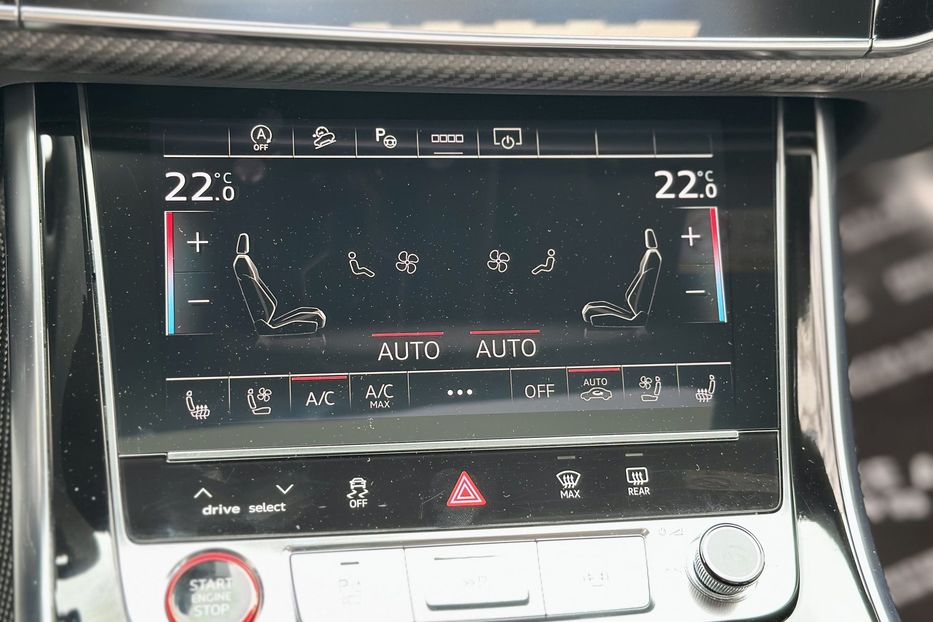 A
OFF
P
22.0 °C 22.0 °C
+ +
- -
AUTO AUTO
A/C A/C MAX ... OFF AUTO
drive select OFF MAX REAR
START
ENGINE
STOP